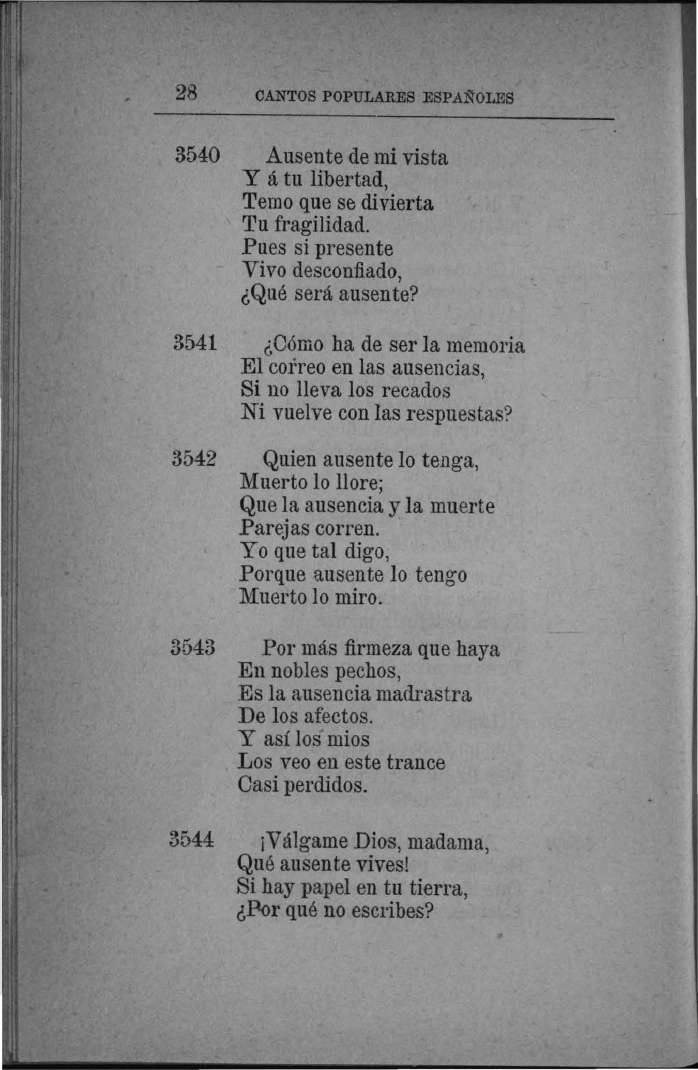 28 CANTOS POPULARES ESPAÑOLES
3540 Ausente de mi vista
Y á tu libertad,
Temo que se divierta
Tu fragilidad.
Pues si presente
Vivo desconfiado,
¿Qué será ausente?
3541 ¿Cómo ha de ser la memoria
El correo en las ausencias,
Si no lleva los recados
Ni vuelve con las respuestas?
3542 Quien ausente lo tenga,
Muerto lo llore;
Que la ausencia y la muerte
Parejas corren.
Yo que tal digo,
Porque ausente lo tengo
Muerto lo miro.
3543 Por más firmeza que haya
En nobles pechos,
Es la ausencia madrastra
De los afectos.
Y así los mios
Los veo en este trance
Casi perdidos.
3544 ¡Válgame Dios, madama,
Qué ausente vives!
Si hay papel en tu tierra,
¿Por qué no escribes?